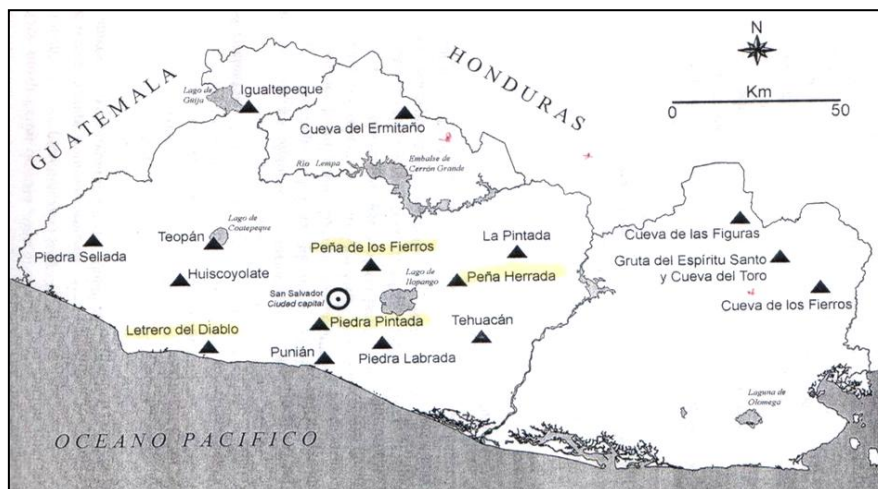 N
Km
0
50
GUATEMALA
HONDURAS
Lago de
Guija
Igualtepeque
Cueva del Ermitaño
Río Lempa
Embalse de
Cerrón Grande
Lago de
Coatepeque
Teopán
Piedra Sellada
Huiscoyolate
Peña de los Fierros
La Pintada
Cueva de las Figuras
Gruta del Espíritu Santo
y Cueva del Toro
Cueva de los Fierros
San Salvador
Ciudad capital
Lago de
Ilopango
Peña Herrada
Letrero del Diablo
Piedra Pintada
Tehuacán
Punián
Piedra Labrada
Laguna de
Olomega
OCEANO PACIFICO